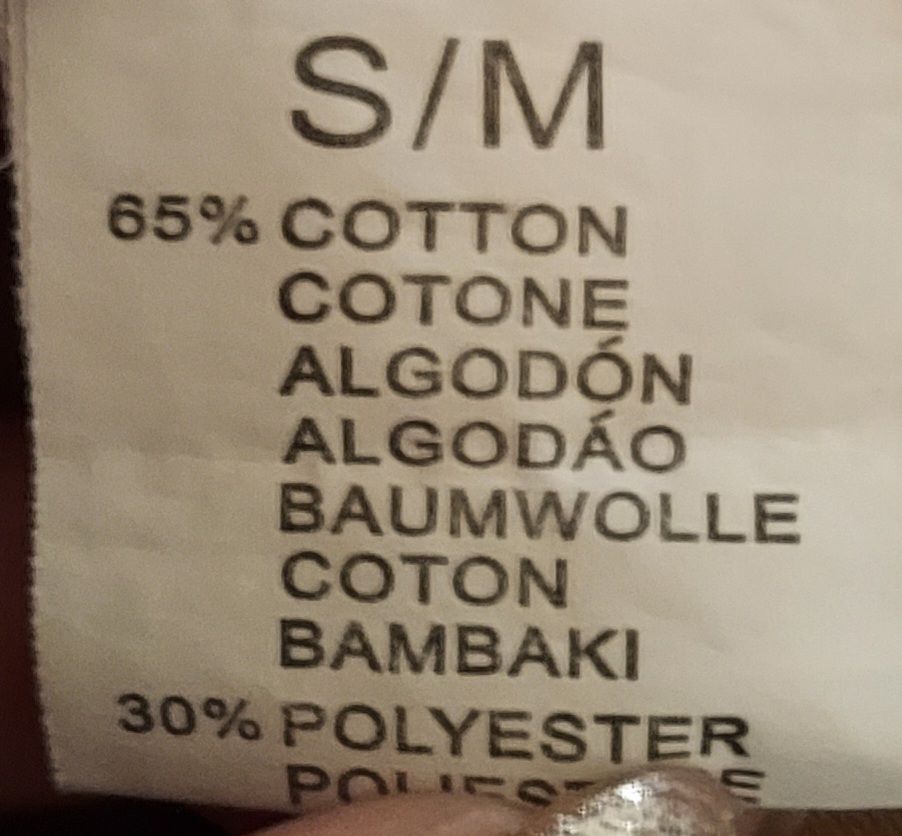 S/M
65% COTTON
COTONE
ALGODÓN
ALGODÁO
BAUMWOLLE
COTON
BAMBAKI
30% POLYESTER